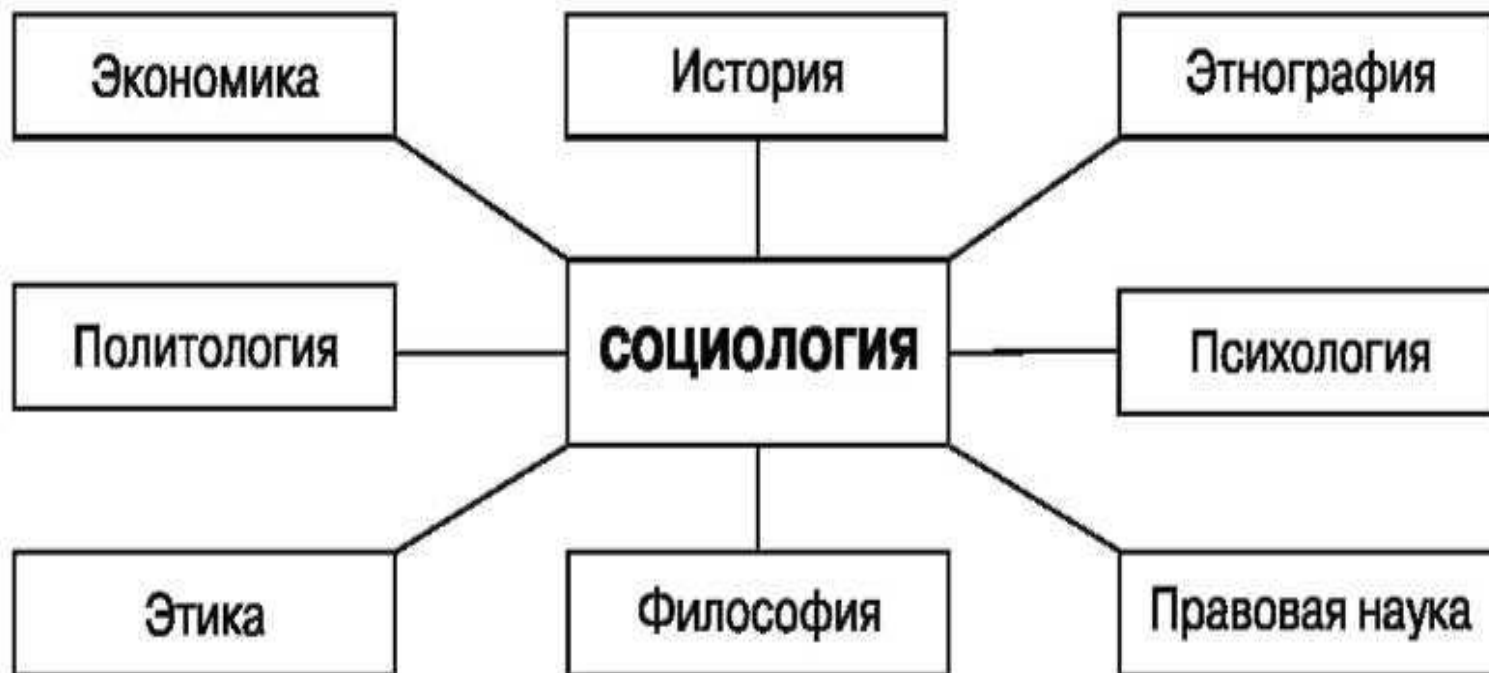 Экономика
История
Этнография
Политология
СОЦИОЛОГИЯ
Психология
Этика
Философия
Правовая наука